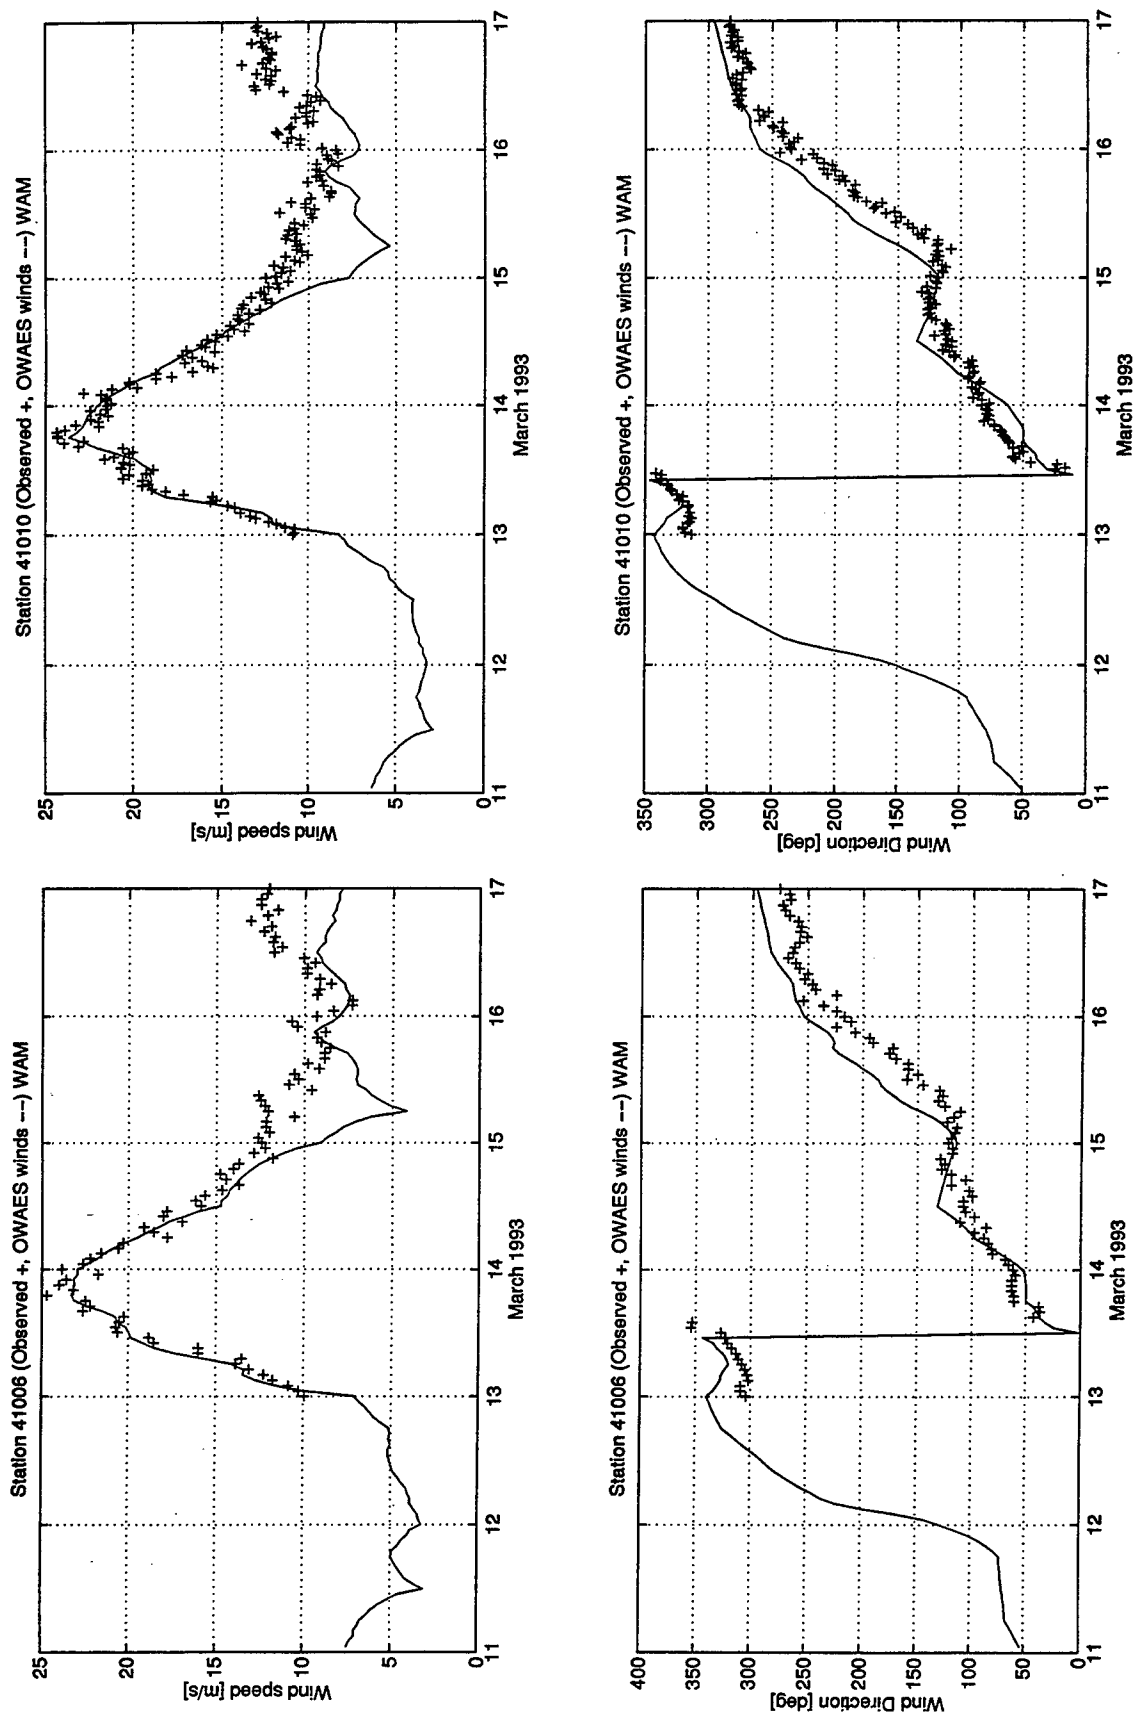 Station 41006 (Observed +, OWAES winds --) WAM
25
20
15
10
5
0
Wind speed [m/s]
11 12 13 14 15 16 17
March 1993
Station 41010 (Observed +, OWAES winds --) WAM
25
20
15
10
5
0
Wind speed [m/s]
11 12 13 14 15 16 17
March 1993
Station 41006 (Observed +, OWAES winds --) WAM
400
350
300
250
200
150
100
50
0
Wind Direction [deg]
11 12 13 14 15 16 17
March 1993
Station 41010 (Observed +, OWAES winds --) WAM
350
300
250
200
150
100
50
0
Wind Direction [deg]
11 12 13 14 15 16 17
March 1993